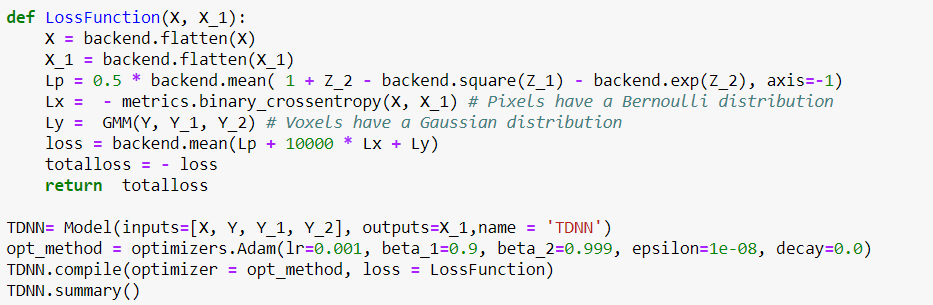 def LossFunction(X, X_1):
    X = backend.flatten(X)
    X_1 = backend.flatten(X_1)
    Lp = 0.5 * backend.mean( 1 + Z_2 - backend.square(Z_1) - backend.exp(Z_2), axis=-1)
    Lx =  - metrics.binary_crossentropy(X, X_1) # Pixels have a Bernoulli distribution
    Ly =  GMM(Y, Y_1, Y_2) # Voxels have a Gaussian distribution
    loss = backend.mean(Lp + 10000 * Lx + Ly)
    totalloss = - loss
    return  totalloss

TDNN= Model(inputs=[X, Y, Y_1, Y_2], outputs=X_1,name = 'TDNN')
opt_method = optimizers.Adam(lr=0.001, beta_1=0.9, beta_2=0.999, epsilon=1e-08, decay=0.0)
TDNN.compile(optimizer = opt_method, loss = LossFunction)
TDNN.summary()